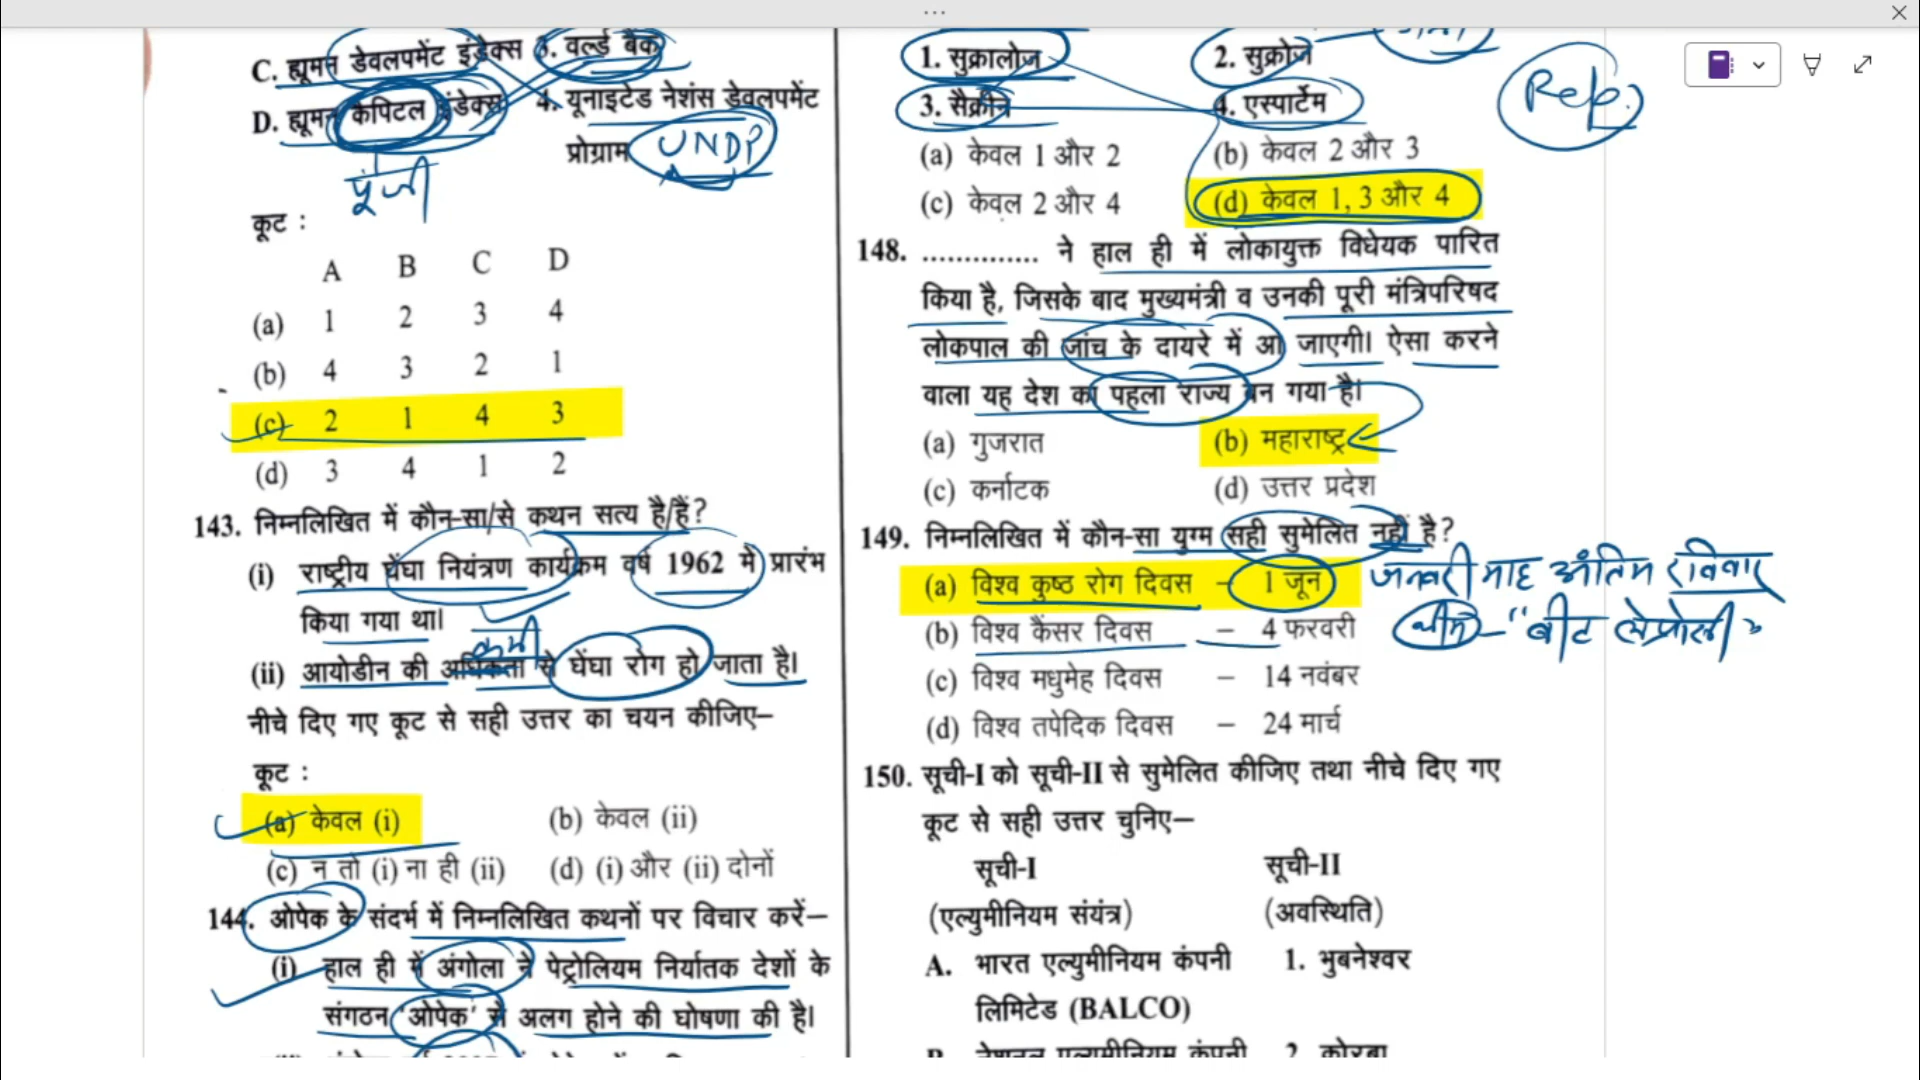 C. ह्यूमन डेवलपमेंट इंडेक्स 3. वर्ल्ड बैंक
D. ह्यूमन कैपिटल इंडेक्स 4. यूनाइटेड नेशंस डेवलपमेंट
प्रोग्राम UNDP
पूंजी
कूट :
A B C D
(a) 1 2 3 4
(b) 4 3 2 1
(c) 2 1 4 3
(d) 3 4 1 2
143. निम्नलिखित में कौन-सा/से कथन सत्य है/हैं?
(i) राष्ट्रीय घेंघा नियंत्रण कार्यक्रम वर्ष 1962 में प्रारंभ
किया गया था।
कमी
(ii) आयोडीन की अधिकता से घेंघा रोग हो जाता है।
नीचे दिए गए कूट से सही उत्तर का चयन कीजिए–
कूट :
(a) केवल (i) (b) केवल (ii)
(c) न तो (i) ना ही (ii) (d) (i) और (ii) दोनों
144. ओपेक के संदर्भ में निम्नलिखित कथनों पर विचार करें–
(i) हाल ही में अंगोला ने पेट्रोलियम निर्यातक देशों के
संगठन 'ओपेक' से अलग होने की घोषणा की है।
1. सुक्रालोज 2. सुक्रोज
3. सैक्रीन 4. एस्पार्टेम
Rep.
(a) केवल 1 और 2 (b) केवल 2 और 3
(c) केवल 2 और 4 (d) केवल 1, 3 और 4
148. .............. ने हाल ही में लोकायुक्त विधेयक पारित
किया है, जिसके बाद मुख्यमंत्री व उनकी पूरी मंत्रिपरिषद
लोकपाल की जांच के दायरे में आ जाएगी। ऐसा करने
वाला यह देश का पहला राज्य बन गया है।
(a) गुजरात (b) महाराष्ट्र
(c) कर्नाटक (d) उत्तर प्रदेश
149. निम्नलिखित में कौन-सा युग्म सही सुमेलित नहीं है?
(a) विश्व कुष्ठ रोग दिवस – 1 जून
जनवरी माह अंतिम रविवार
(b) विश्व कैंसर दिवस – 4 फरवरी
थीम – "बीट लेप्रोसी"
(c) विश्व मधुमेह दिवस – 14 नवंबर
(d) विश्व तपेदिक दिवस – 24 मार्च
150. सूची-I को सूची-II से सुमेलित कीजिए तथा नीचे दिए गए
कूट से सही उत्तर चुनिए–
सूची-I सूची-II
(एल्युमीनियम संयंत्र) (अवस्थिति)
A. भारत एल्युमीनियम कंपनी 1. भुबनेश्वर
लिमिटेड (BALCO)
B. नेशनल एल्युमीनियम कंपनी 2. कोरबा